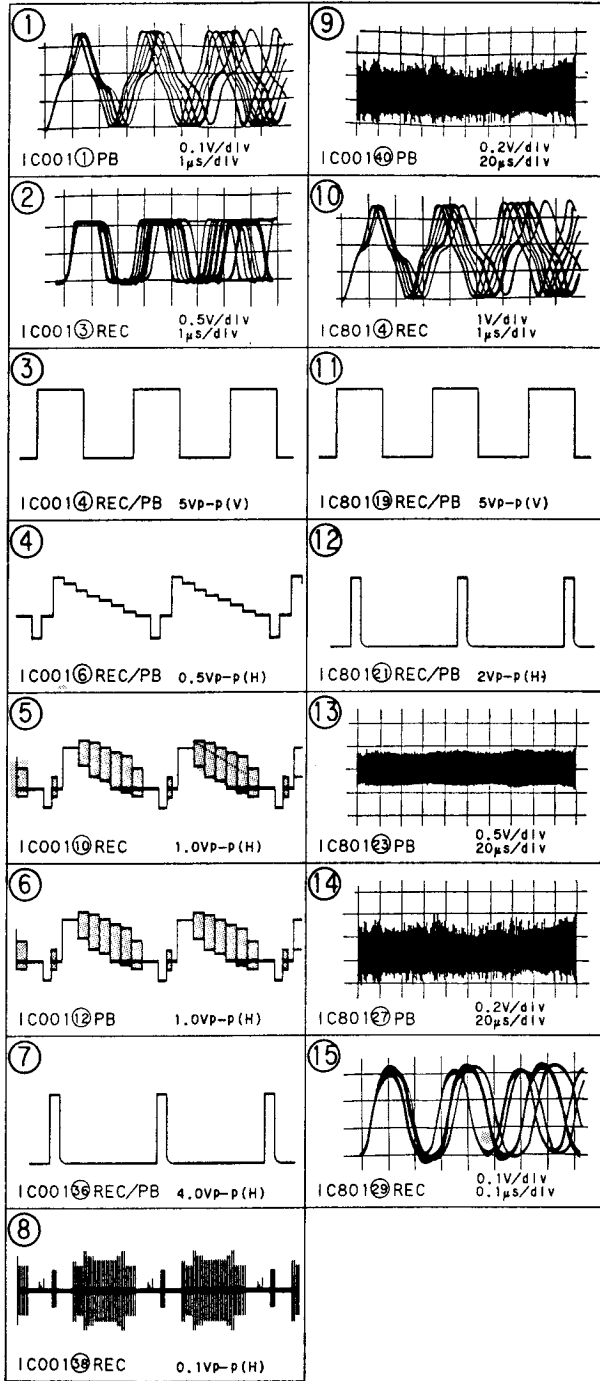 ①
0.1V/div
IC001①PB 1μs/div
②
0.5V/div
IC001③REC 1μs/div
③
IC001④REC/PB 5Vp-p(V)
④
IC001⑥REC/PB 0.5Vp-p(H)
⑤
IC001⑩REC 1.0Vp-p(H)
⑥
IC001⑫PB 1.0Vp-p(H)
⑦
IC001㊱REC/PB 4.0Vp-p(H)
⑧
IC001㊳REC 0.1Vp-p(H)
⑨
0.2V/div
IC001㊵PB 20μs/div
⑩
1V/div
IC801④REC 1μs/div
⑪
IC801⑲REC/PB 5Vp-p(V)
⑫
IC801㉑REC/PB 2Vp-p(H)
⑬
0.5V/div
IC801㉓PB 20μs/div
⑭
0.2V/div
IC801㉗PB 20μs/div
⑮
0.1V/div
IC801㉙REC 0.1μs/div